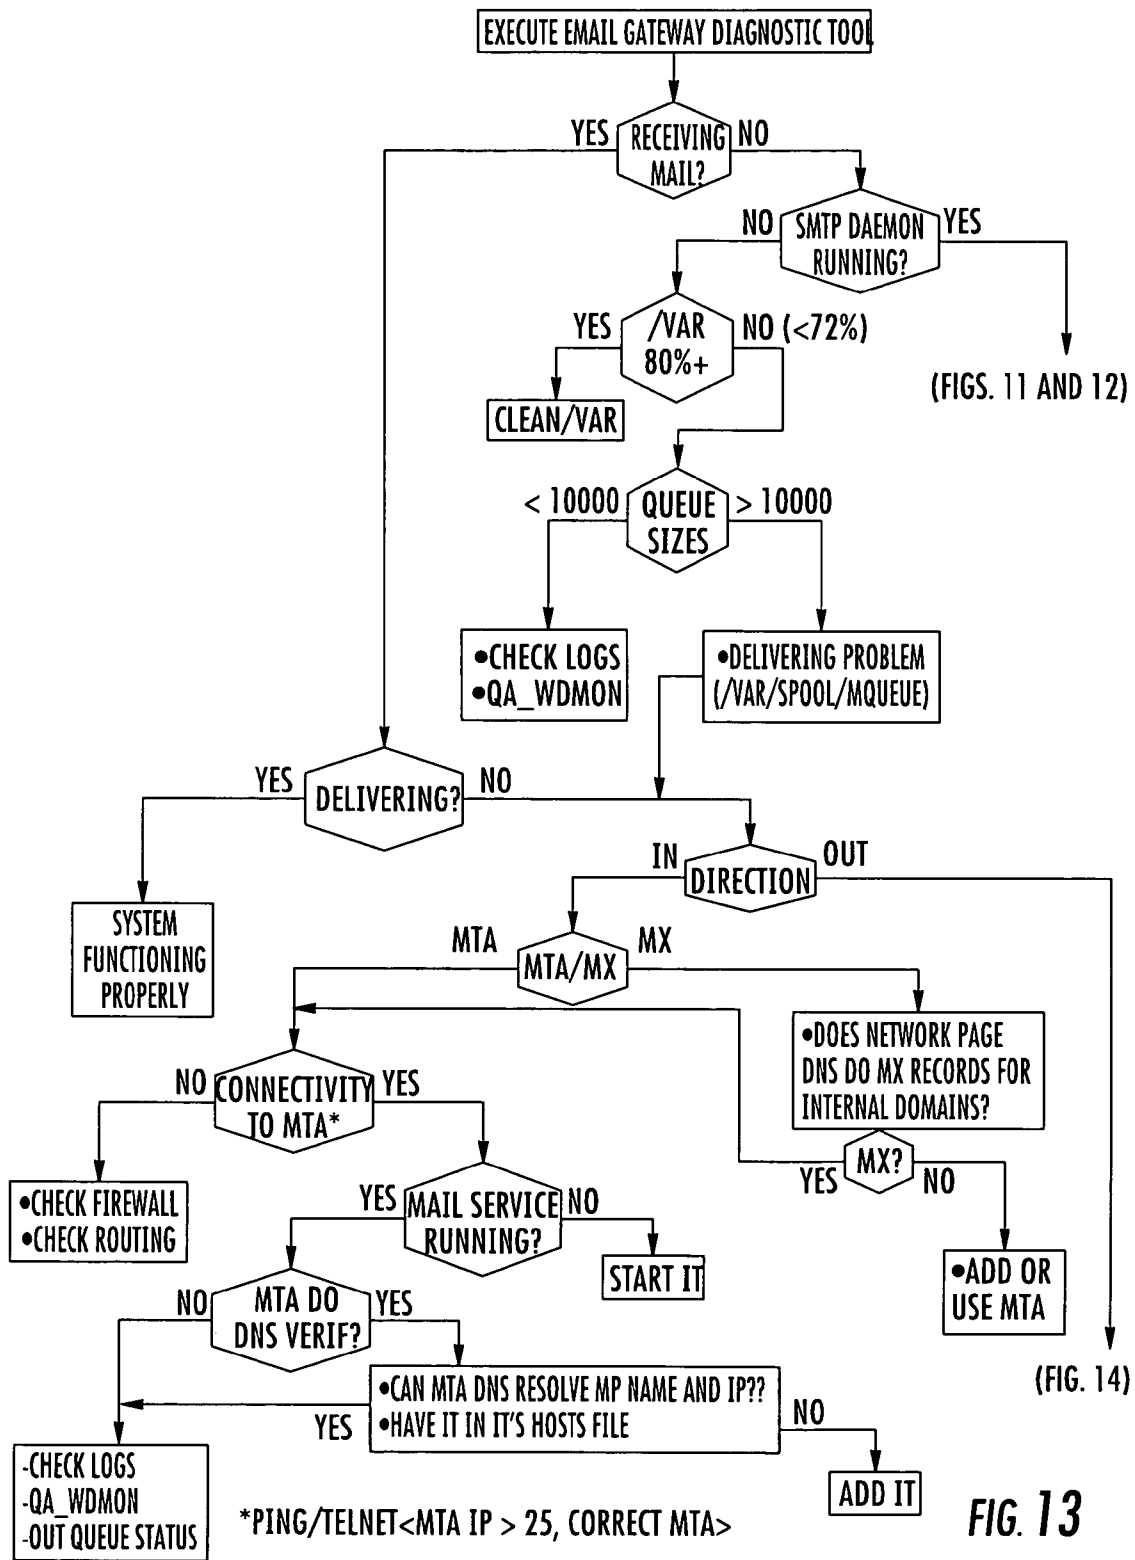 EXECUTE EMAIL GATEWAY DIAGNOSTIC TOOL
YES
RECEIVING
MAIL?
NO
NO
SMTP DAEMON
RUNNING?
YES
YES
/VAR
80%+
NO (<72%)
(FIGS. 11 AND 12)
CLEAN/VAR
< 10000
QUEUE
SIZES
> 10000
•CHECK LOGS
•QA_WDMON
•DELIVERING PROBLEM
(/VAR/SPOOL/MQUEUE)
YES
DELIVERING?
NO
IN
DIRECTION
OUT
SYSTEM
FUNCTIONING
PROPERLY
MTA
MTA/MX
MX
•DOES NETWORK PAGE
DNS DO MX RECORDS FOR
INTERNAL DOMAINS?
NO
CONNECTIVITY
TO MTA*
YES
YES
MX?
NO
•CHECK FIREWALL
•CHECK ROUTING
YES
MAIL SERVICE
RUNNING?
NO
START IT
•ADD OR
USE MTA
NO
MTA DO
DNS VERIF?
YES
(FIG. 14)
•CAN MTA DNS RESOLVE MP NAME AND IP??
•HAVE IT IN IT'S HOSTS FILE
YES
NO
-CHECK LOGS
-QA_WDMON
-OUT QUEUE STATUS
ADD IT
*PING/TELNET<MTA IP > 25, CORRECT MTA>
FIG. 13